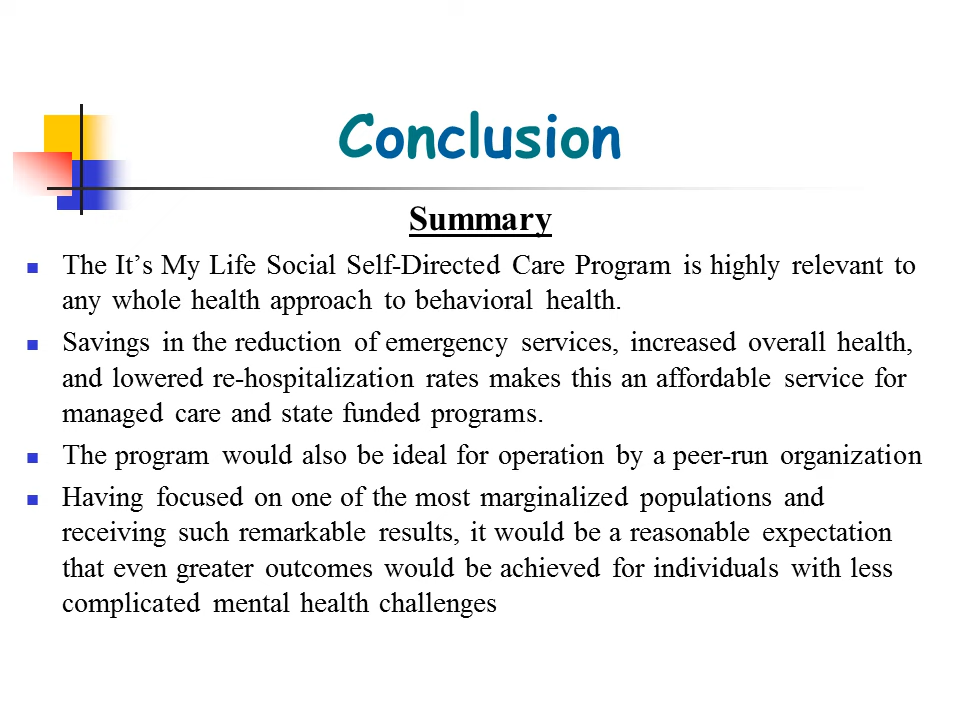 Conclusion
Summary
The It’s My Life Social Self-Directed Care Program is highly relevant to
any whole health approach to behavioral health.
Savings in the reduction of emergency services, increased overall health,
and lowered re-hospitalization rates makes this an affordable service for
managed care and state funded programs.
The program would also be ideal for operation by a peer-run organization
Having focused on one of the most marginalized populations and
receiving such remarkable results, it would be a reasonable expectation
that even greater outcomes would be achieved for individuals with less
complicated mental health challenges